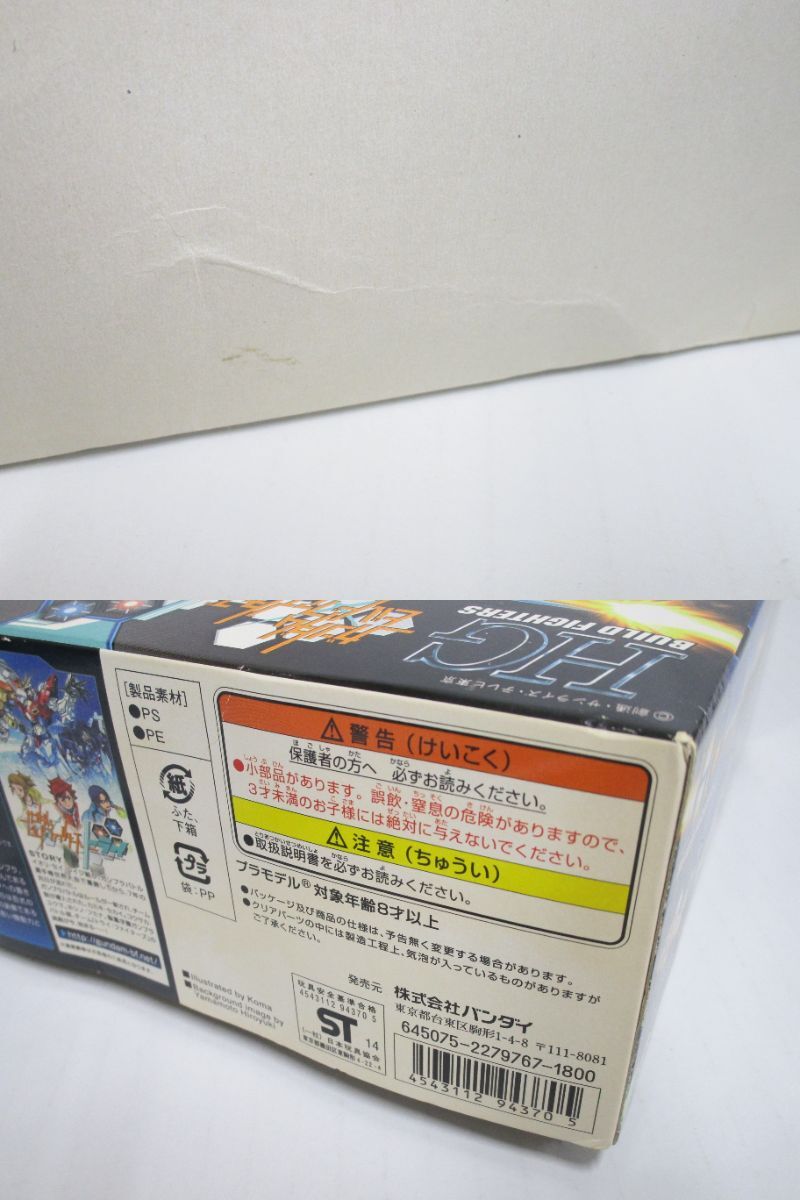 HG
BUILD FIGHTERS
©創通・サンライズ・テレビ東京
[製品素材]
●PS
●PE
紙
ふた、
下箱
プラ
袋:PP
警告（けいこく）
保護者の方へ 必ずお読みください。
●小部品があります。誤飲・窒息の危険がありますので、
3才未満のお子様には絶対に与えないでください。
注意（ちゅうい）
●取扱説明書を必ずお読みください。
プラモデル® 対象年齢8才以上
●パッケージ及び商品の仕様は、予告無く変更する場合があります。
●クリアパーツの中には製造工程上、気泡が入っているものがありますが
ご了承ください。
STORY
http://gundam-bf.net/
■Illustrated by Koma
■Background image by
Yamamoto Hiroyuki
玩具安全基準合格
4543112 94370 5
ST 14
(一社)日本玩具協会
発売元 株式会社バンダイ
東京都台東区駒形1-4-8 〒111-8081
645075-2279767-1800
4543112 94370 5